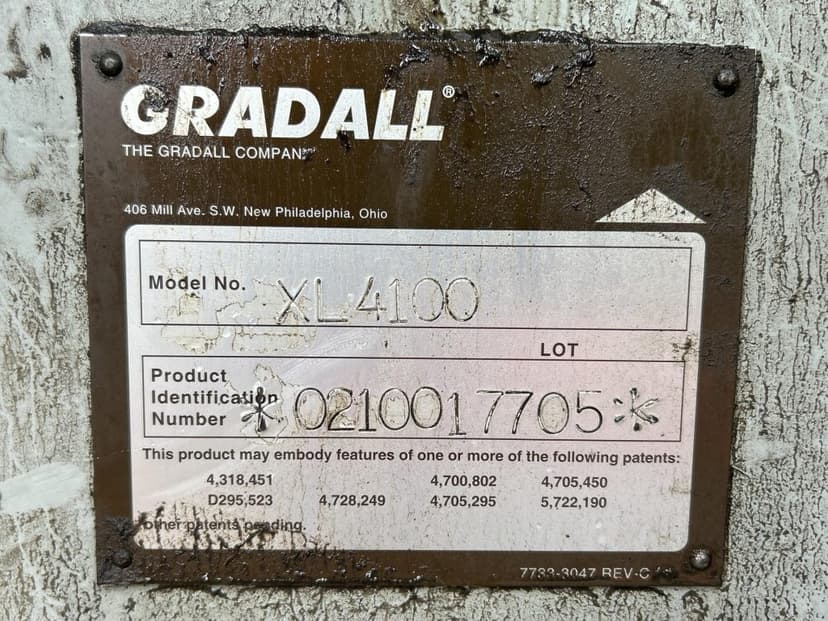 GRADALL®
THE GRADALL COMPANY
406 Mill Ave. S.W. New Philadelphia, Ohio
Model No. XL4100
LOT
Product
Identification
Number *0210017705*
This product may embody features of one or more of the following patents:
4,318,451 4,700,802 4,705,450
D295,523 4,728,249 4,705,295 5,722,190
other patents pending.
7733-3047 REV-C